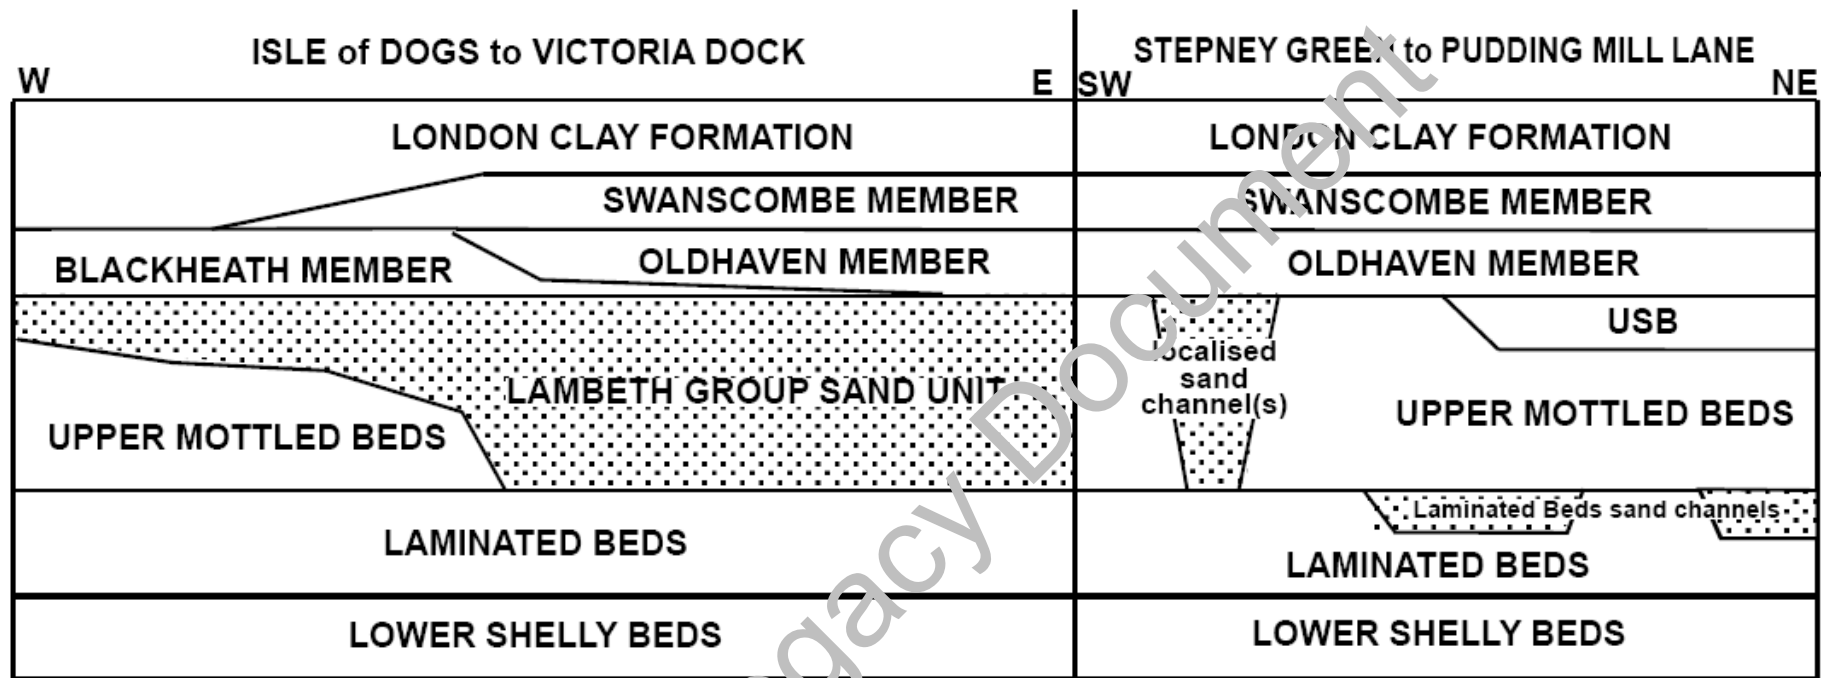 ISLE of DOGS to VICTORIA DOCK
STEPNEY GREEN to PUDDING MILL LANE
W
E
SW
NE
LONDON CLAY FORMATION
LONDON CLAY FORMATION
SWANSCOMBE MEMBER
SWANSCOMBE MEMBER
BLACKHEATH MEMBER
OLDHAVEN MEMBER
OLDHAVEN MEMBER
USB
localised
sand
channel(s)
LAMBETH GROUP SAND UNIT
UPPER MOTTLED BEDS
UPPER MOTTLED BEDS
Laminated Beds sand channels
LAMINATED BEDS
LAMINATED BEDS
LOWER SHELLY BEDS
LOWER SHELLY BEDS
egacy Document